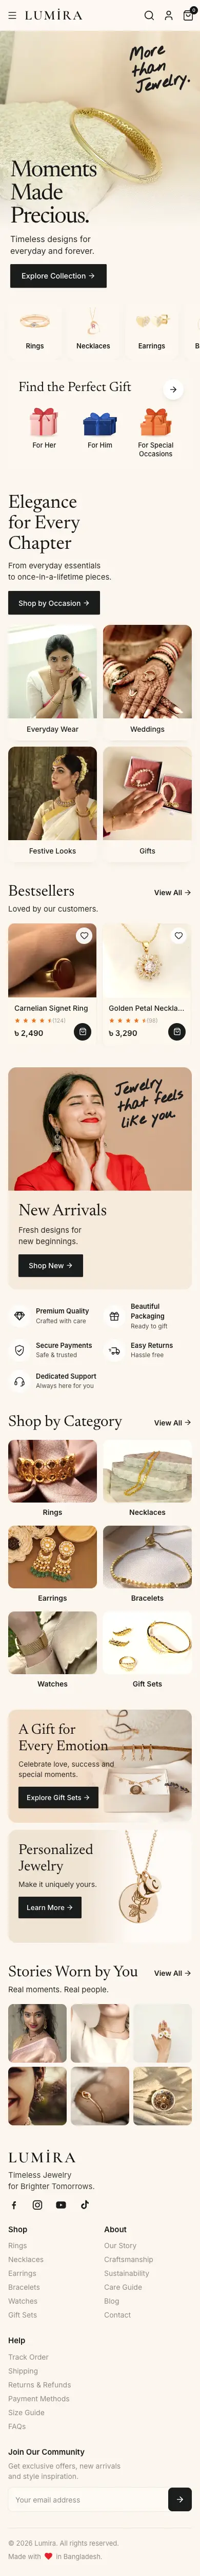 LUMIRA
0
More
than
Jewelry.
Moments
Made
Precious.
Timeless designs for
everyday and forever.
Explore Collection →
Rings
Necklaces
Earrings
B
Find the Perfect Gift
→
For Her
For Him
For Special
Occasions
Elegance
for Every
Chapter
From everyday essentials
to once-in-a-lifetime pieces.
Shop by Occasion →
Everyday Wear
Weddings
Festive Looks
Gifts
Bestsellers
View All →
Loved by our customers.
Carnelian Signet Ring
(124)
৳ 2,490
Golden Petal Neckla...
(98)
৳ 3,290
Jewelry
that feels
like you.
New Arrivals
Fresh designs for
new beginnings.
Shop New →
Premium Quality
Crafted with care
Beautiful
Packaging
Ready to gift
Secure Payments
Safe & trusted
Easy Returns
Hassle free
Dedicated Support
Always here for you
Shop by Category
View All →
Rings
Necklaces
Earrings
Bracelets
Watches
Gift Sets
A Gift for
Every Emotion
Celebrate love, success and
special moments.
Explore Gift Sets →
Personalized
Jewelry
Make it uniquely yours.
Learn More →
Stories Worn by You
View All →
Real moments. Real people.
LUMIRA
Timeless Jewelry
for Brighter Tomorrows.
Shop
Rings
Necklaces
Earrings
Bracelets
Watches
Gift Sets
About
Our Story
Craftsmanship
Sustainability
Care Guide
Blog
Contact
Help
Track Order
Shipping
Returns & Refunds
Payment Methods
Size Guide
FAQs
Join Our Community
Get exclusive offers, new arrivals
and style inspiration.
Your email address
→
© 2026 Lumira. All rights reserved.
Made with ❤ in Bangladesh.